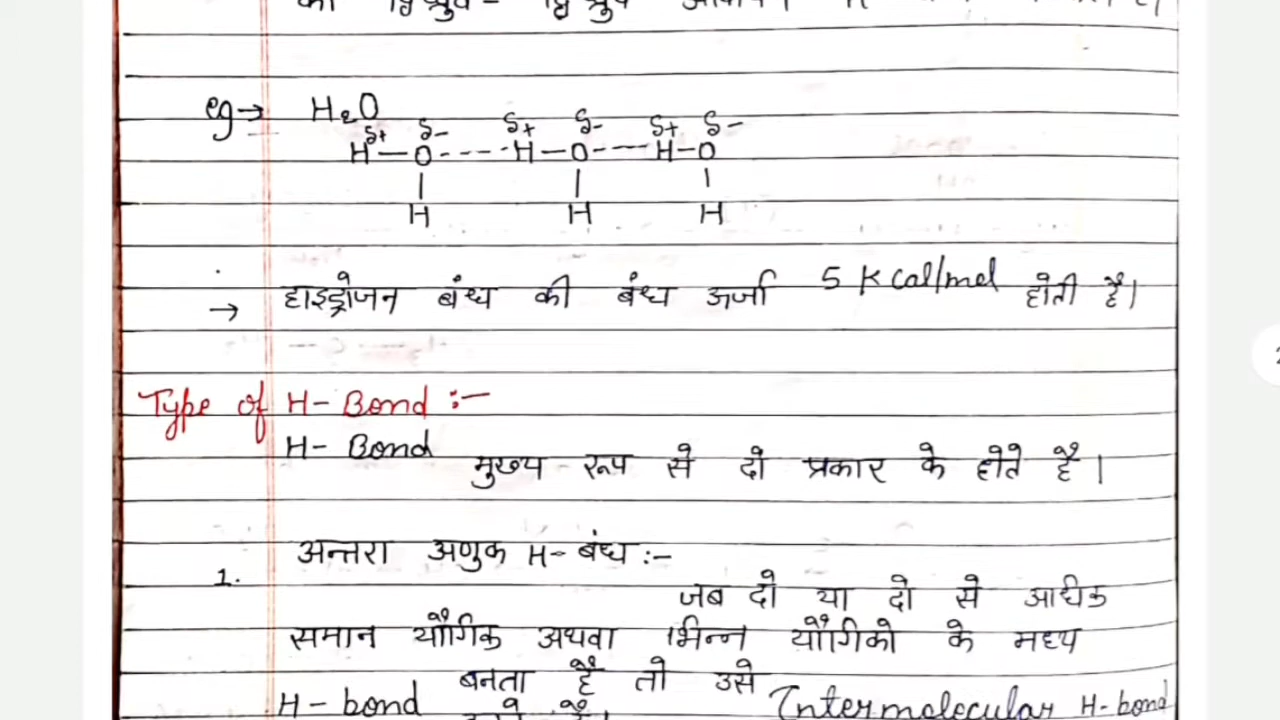 eg→ H₂O
δ+ δ- δ+ δ- δ+ δ-
H—O----H—O----H—O
| | |
H H H
→ हाइड्रोजन बंध की बंध ऊर्जा 5 Kcal/mol होती है।
Type of H-Bond :-
H-Bond मुख्य रूप से दो प्रकार के होते है।
1. अन्तरा अणुक H-बंध :-
जब दो या दो से अधिक
समान यौगिक अथवा भिन्न यौगिको के मध्य
H-bond बनता है तो उसे Intermolecular H-bond